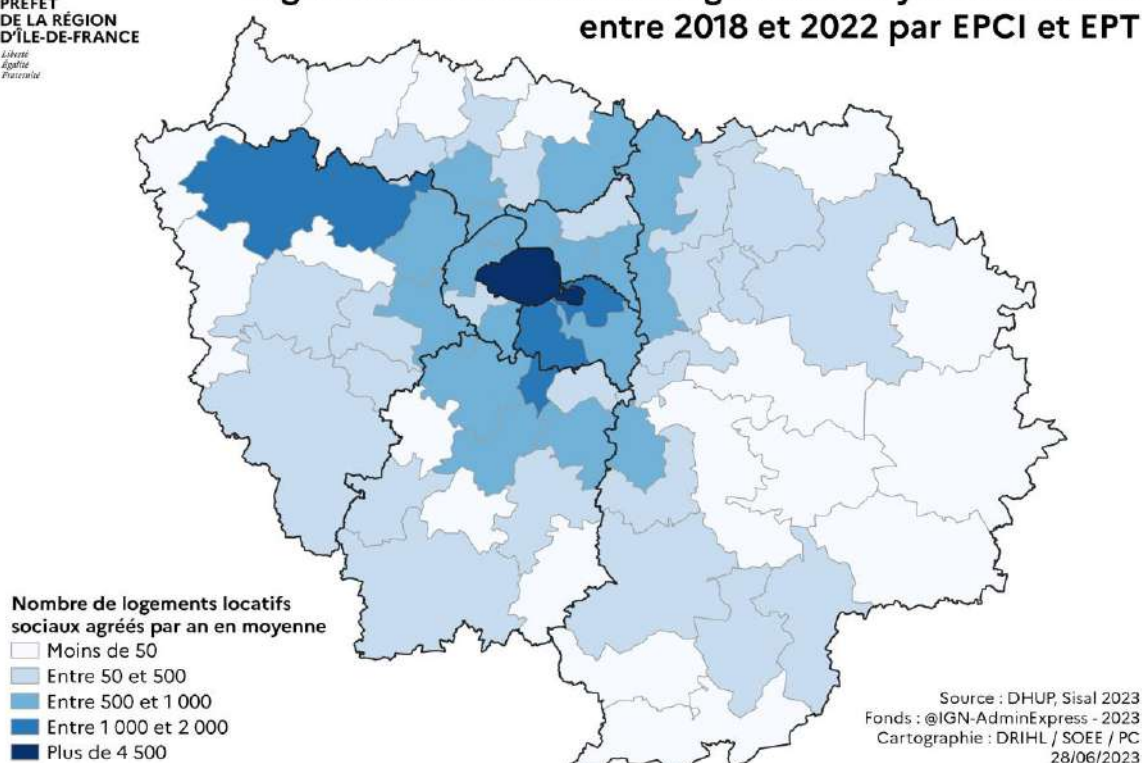 PRÉFET
DE LA RÉGION
D'ÎLE-DE-FRANCE
Liberté
Égalité
Fraternité
entre 2018 et 2022 par EPCI et EPT
Nombre de logements locatifs
sociaux agréés par an en moyenne
Moins de 50
Entre 50 et 500
Entre 500 et 1 000
Entre 1 000 et 2 000
Plus de 4 500
Source : DHUP, Sisal 2023
Fonds : @IGN-AdminExpress - 2023
Cartographie : DRIHL / SOEE / PC
28/06/2023